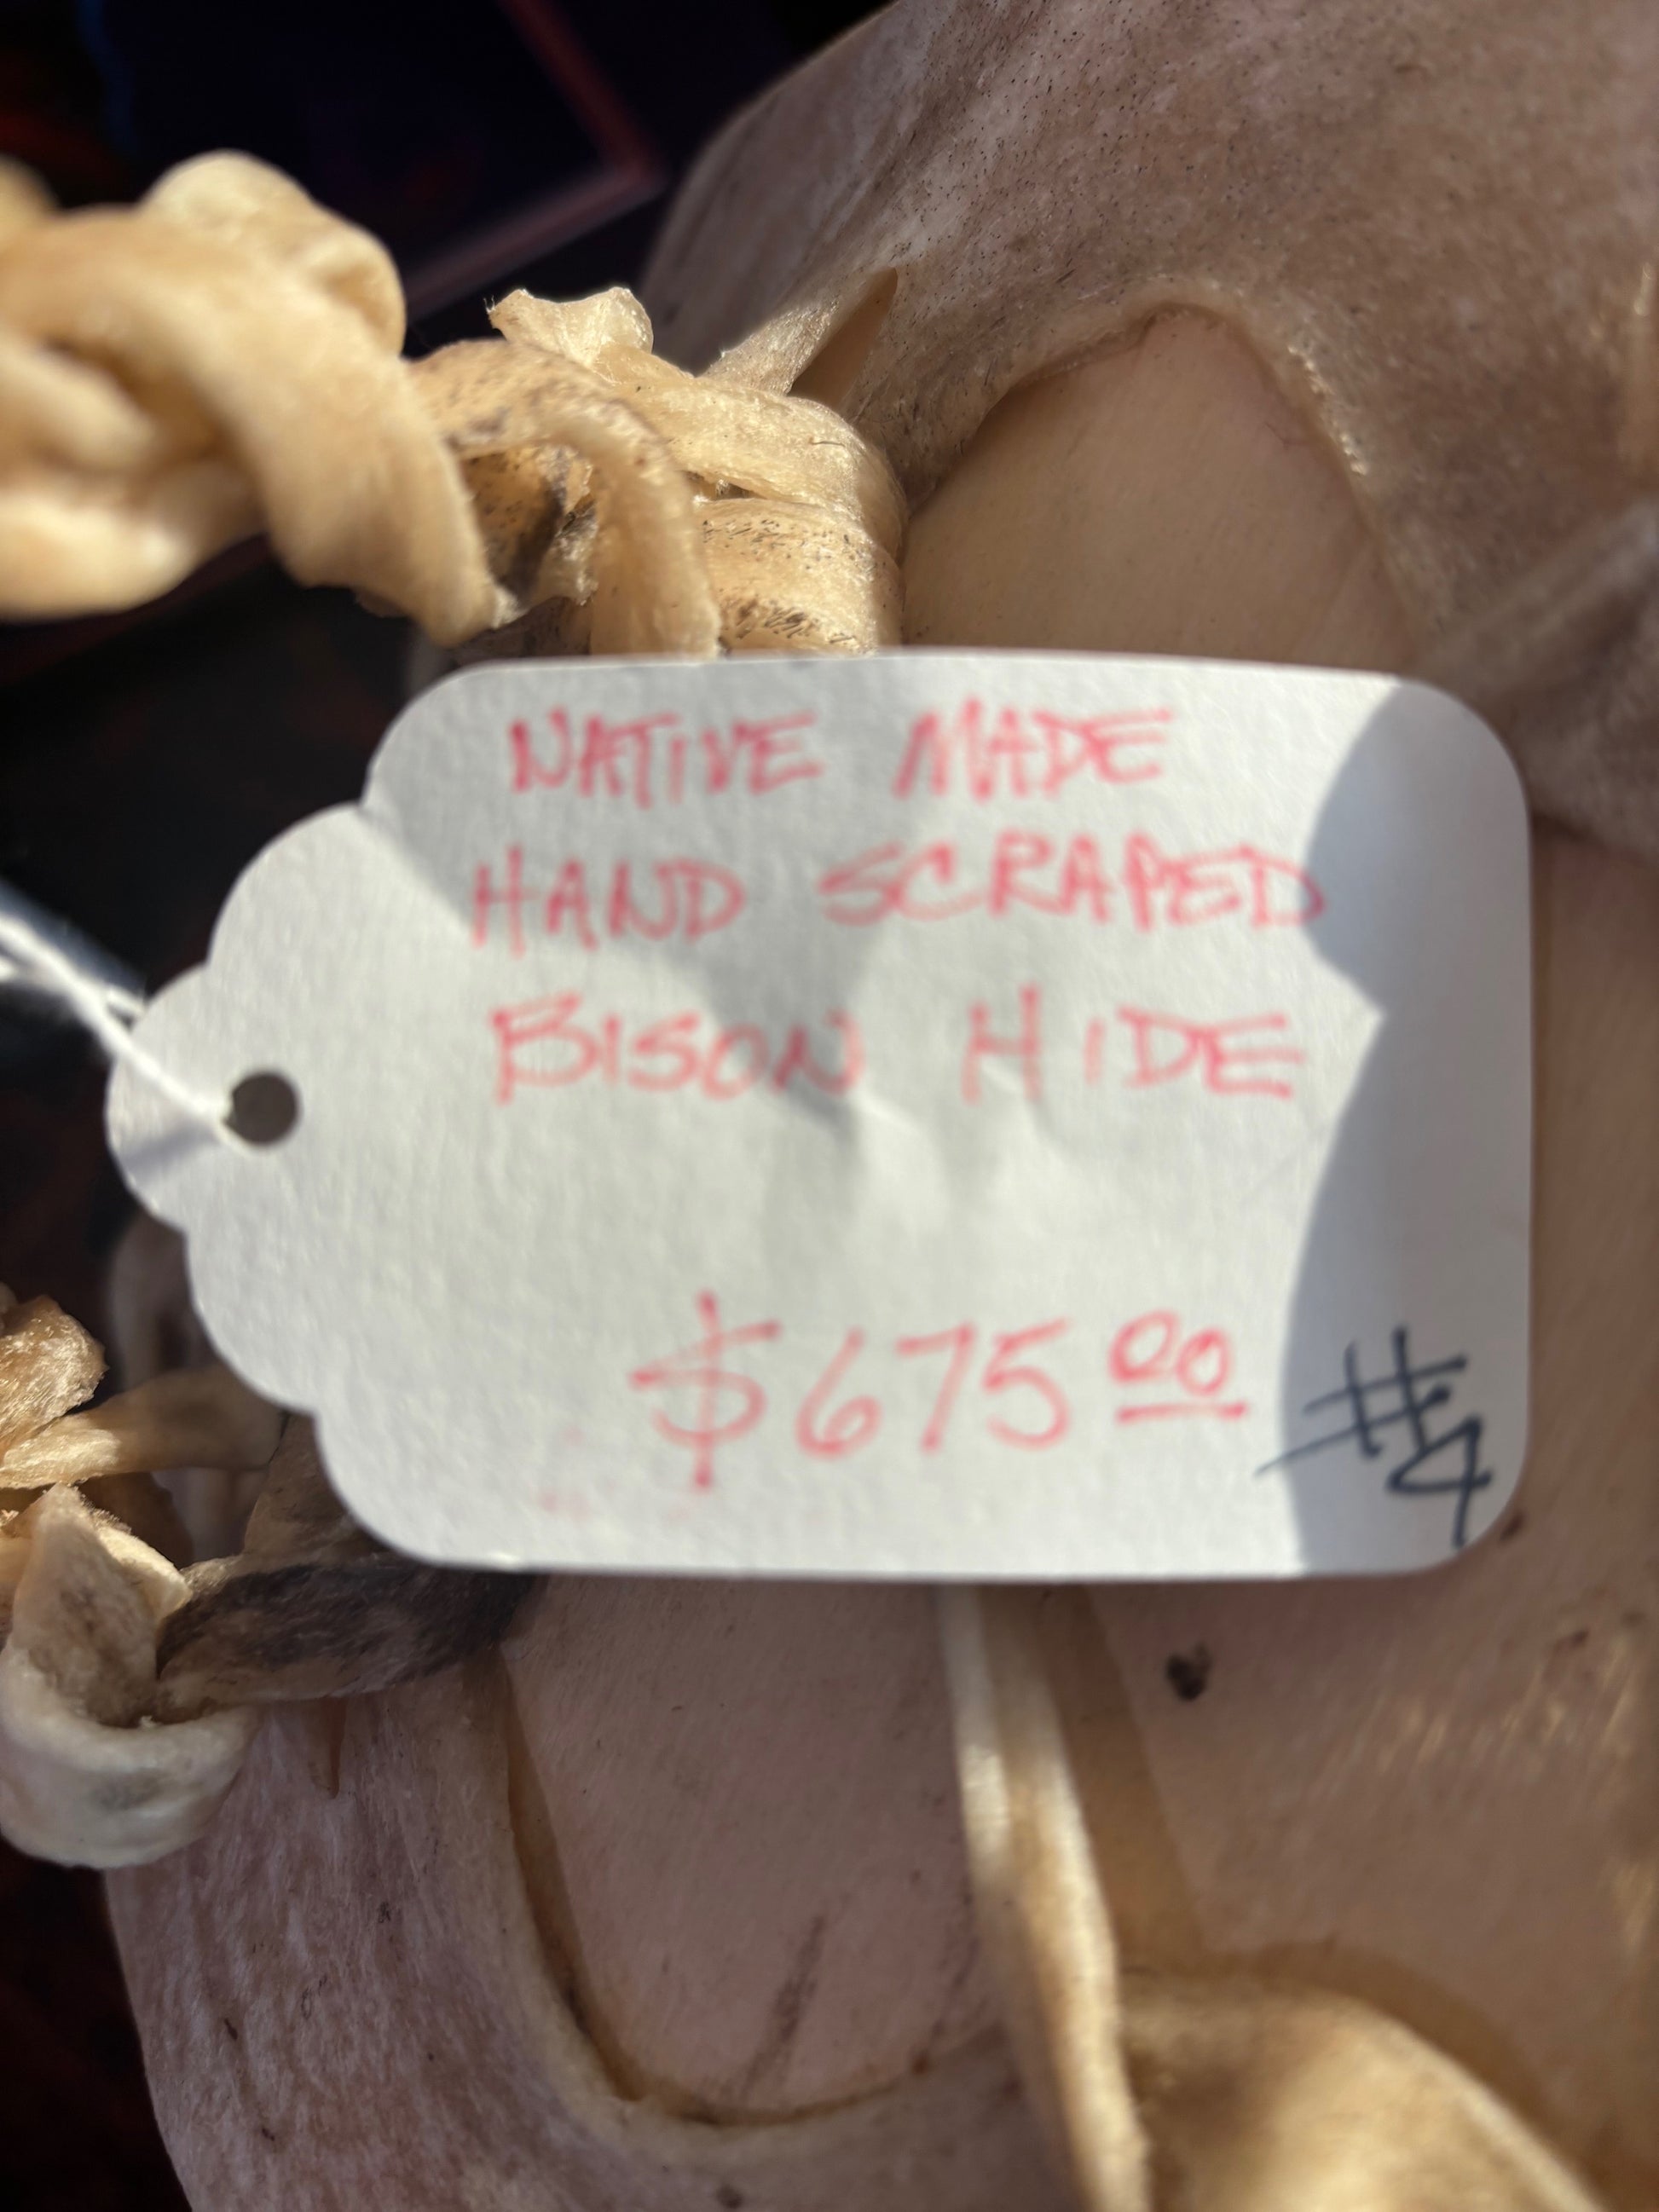 NATIVE MADE
HAND SCRAPED
BISON HIDE
$675.00
#4